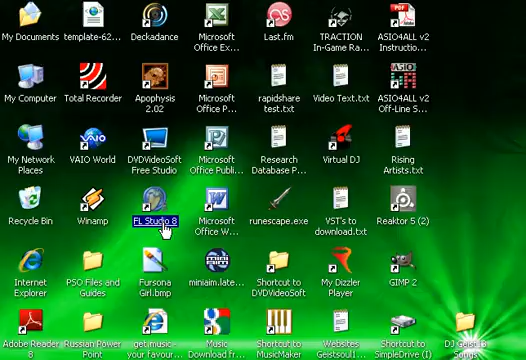 My Documents
template-62...
Deckadance
Microsoft
Office Ex...
Last.fm
TRACTION
In-Game Ra...
ASIO4ALL v2
Instructio...
My Computer
Total Recorder
Apophysis
2.02
Microsoft
Office P...
rapidshare
test.txt
Video Text.txt
ASIO4ALL v2
Off-Line S...
My Network
Places
VAIO World
DVDVideoSoft
Free Studio
Microsoft
Office Publi...
Research
Database P...
Virtual DJ
Rising
Artists.txt
Recycle Bin
Winamp
FL Studio 8
Microsoft
Office W...
runescape.exe
VST's to
download.txt
Reaktor 5 (2)
Internet
Explorer
PSO Files and
Guides
Fursona
Girl.bmp
miniaim.late...
Shortcut to
DVDVideoSoft
My Dizzler
Player
GIMP 2
Adobe Reader
8
Russian Power
Point
get.music -
your favour...
Music
Download fr...
Shortcut to
MusicMaker
Websites
Geistsoul1...
Shortcut to
SimpleDrive (I)
DJ Geist's
Songs